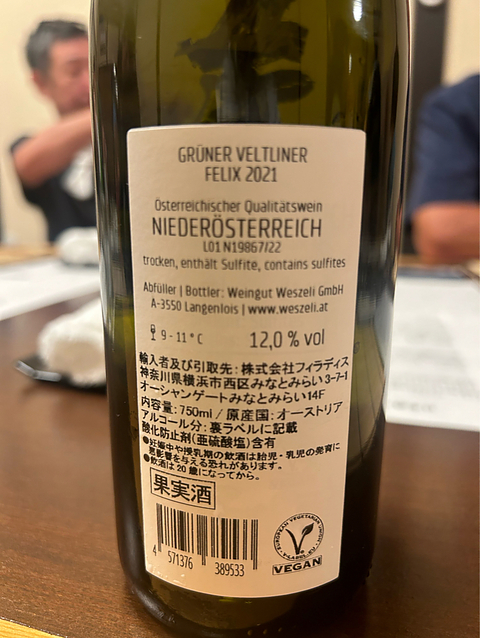 GRÜNER VELTLINER
FELIX 2021
Österreichischer Qualitätswein
NIEDERÖSTERREICH
L01 N19867/22
trocken, enthält Sulfite, contains sulfites
Abfüller | Bottler: Weingut Weszeli GmbH
A-3550 Langenlois | www.weszeli.at
9 - 11° C 12,0 % vol
輸入者及び引取先：株式会社フィラディス
神奈川県横浜市西区みなとみらい3-7-1
オーシャンゲートみなとみらい14F
内容量：750ml / 原産国：オーストリア
アルコール分：裏ラベルに記載
酸化防止剤(亜硫酸塩)含有
●妊娠中や授乳期の飲酒は胎児・乳児の発育に
悪影響を与える恐れがあります。
●飲酒は20歳になってから。
果実酒
4 571376 389533
EUROPEAN VEGETARIAN UNION
V-LABEL.EU
VEGAN